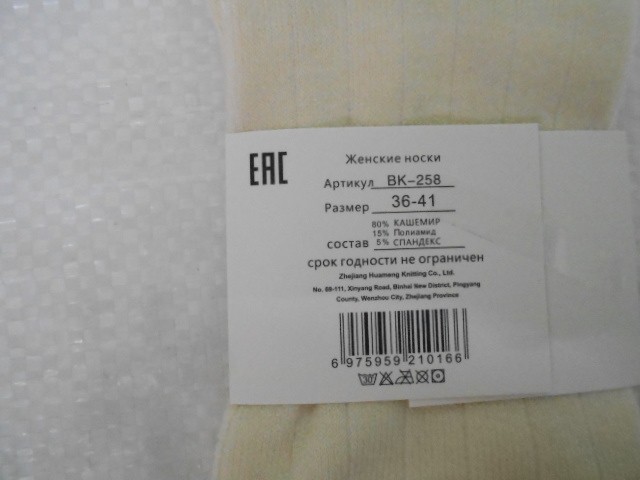 EAC
Женские носки
Артикул BK-258
Размер 36-41
80% КАШЕМИР
15% Полиамид
состав 5% СПАНДЕКС
срок годности не ограничен
Zhejiang Huameng Knitting Co., Ltd.
No. 69-111, Xinyang Road, Binhai New District, Pingyang
County, Wenzhou City, Zhejiang Province
6 975959 210166